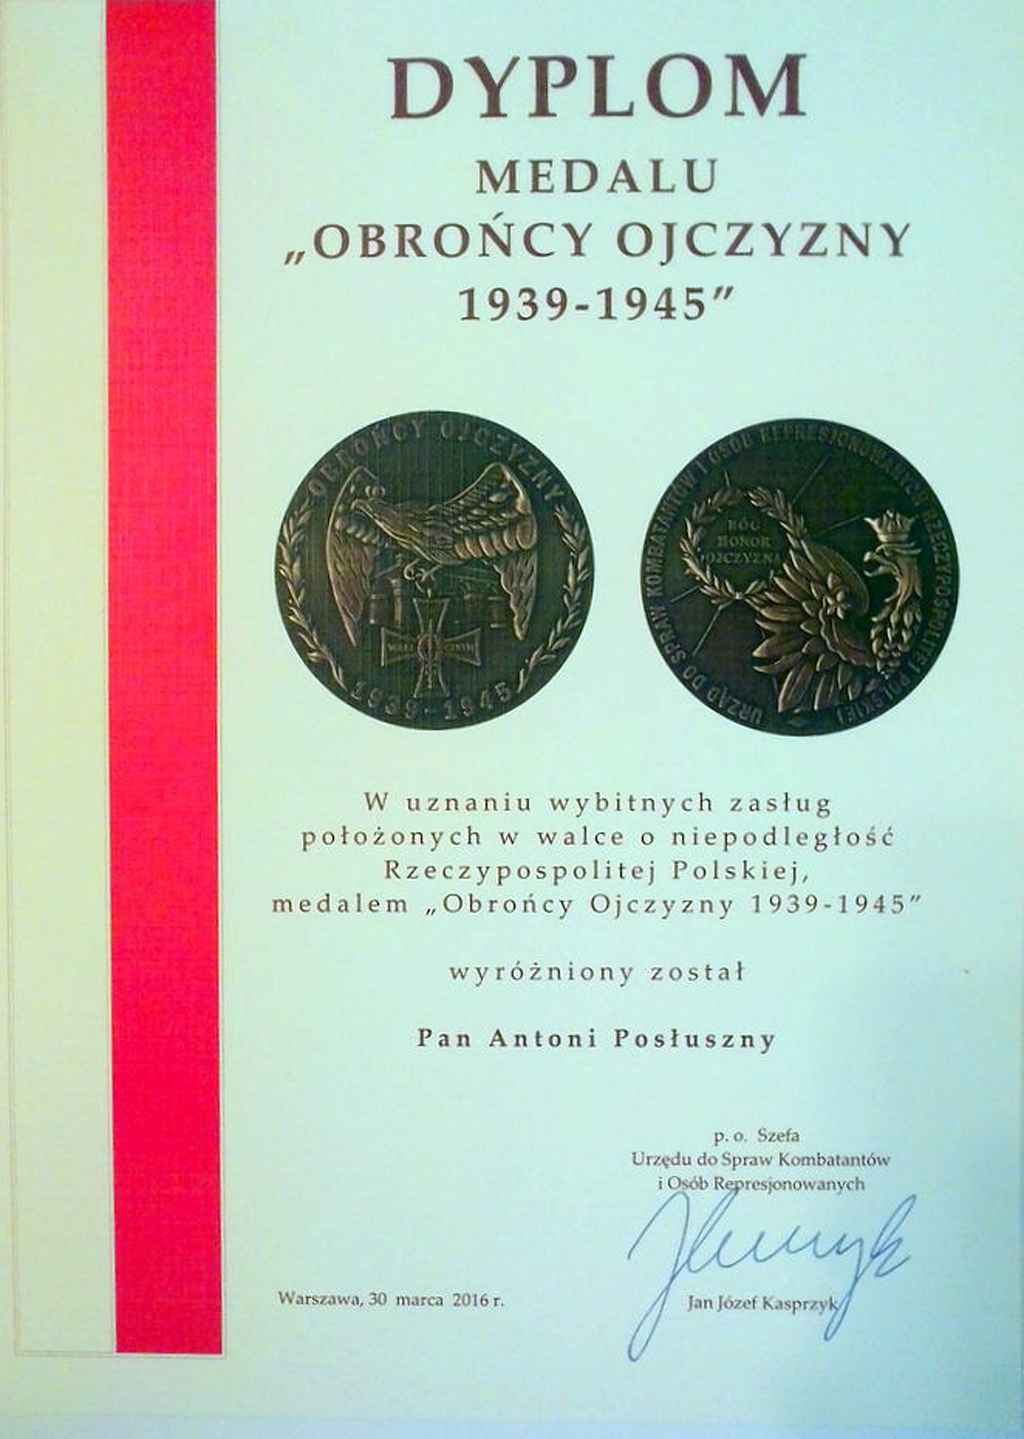 DYPLOM
MEDALU
„OBROŃCY OJCZYZNY
1939-1945”
OBROŃCY OJCZYZNY
1939-1945
URZĄD DO SPRAW KOMBATANTÓW I OSÓB REPRESJONOWANYCH RZECZYPOSPOLITEJ POLSKIEJ
BÓG
HONOR
OJCZYZNA
W uznaniu wybitnych zasług
położonych w walce o niepodległość
Rzeczypospolitej Polskiej,
medalem „Obrońcy Ojczyzny 1939-1945”
wyróżniony został
Pan Antoni Posłuszny
p. o. Szefa
Urzędu do Spraw Kombatantów
i Osób Represjonowanych
Warszawa, 30 marca 2016 r.
Jan Józef Kasprzyk